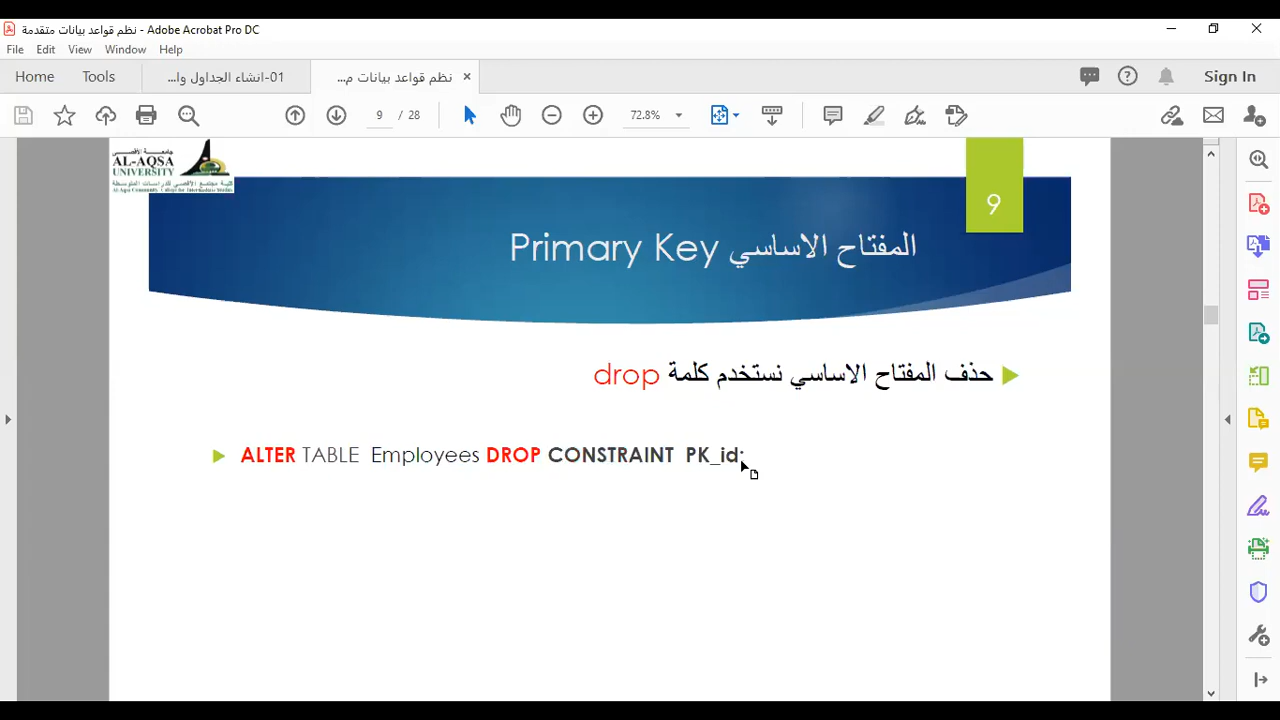 نظم قواعد بيانات متقدمة - Adobe Acrobat Pro DC
File Edit View Window Help
Home Tools 01-انشاء الجداول وا... نظم قواعد بيانات م... × Sign In
9 / 28 72.8%
جامعة الأقصى
AL-AQSA
UNIVERSITY
9
المفتاح الاساسي Primary Key
حذف المفتاح الاساسي نستخدم كلمة drop
ALTER TABLE Employees DROP CONSTRAINT PK_id;